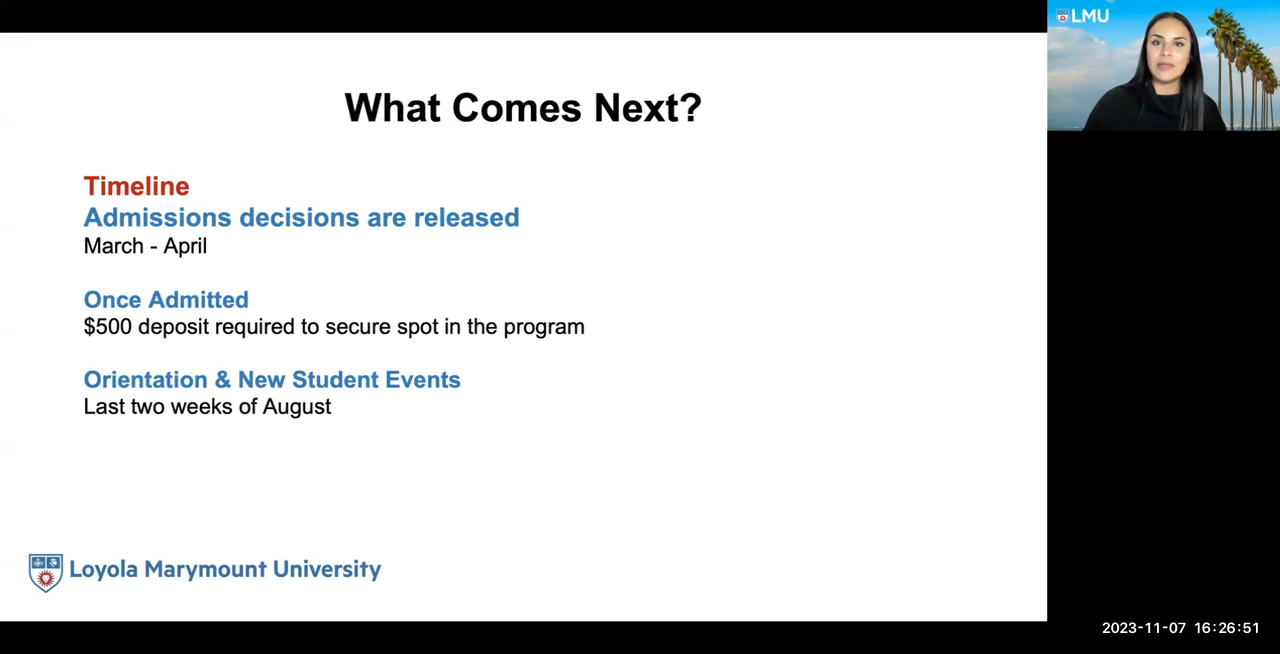 LMU
What Comes Next?
Timeline
Admissions decisions are released
March - April
Once Admitted
$500 deposit required to secure spot in the program
Orientation & New Student Events
Last two weeks of August
Loyola Marymount University
2023-11-07 16:26:51